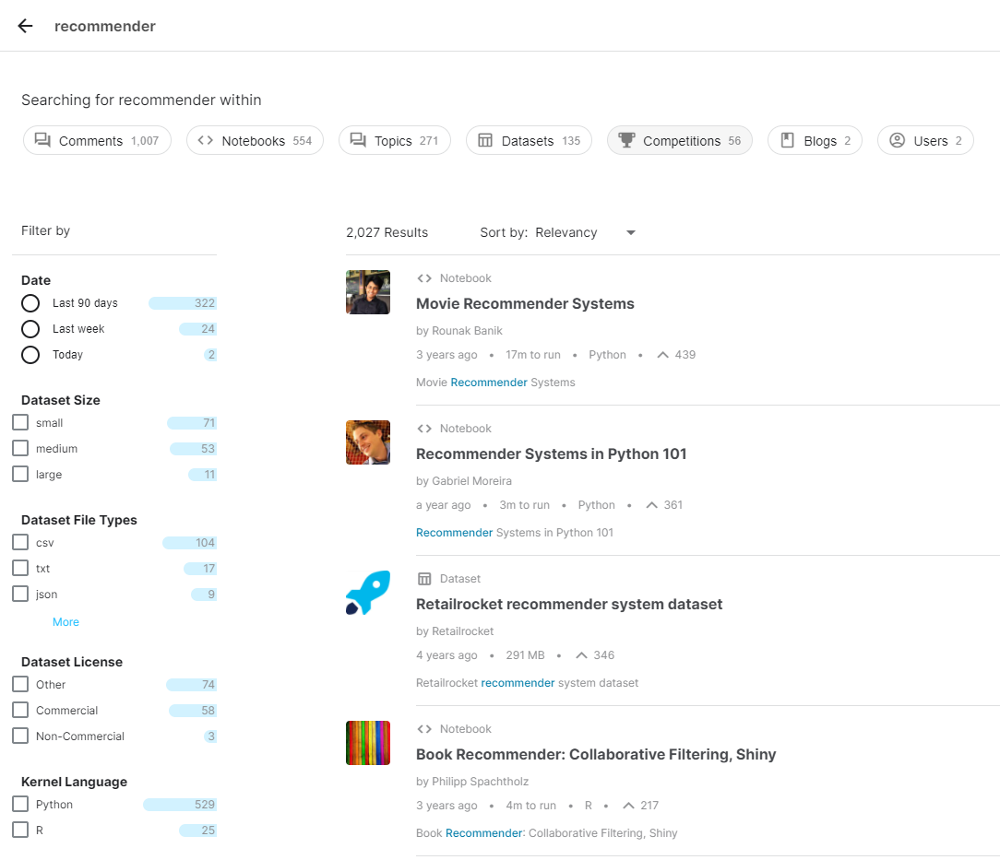 recommender
Searching for recommender within
Comments 1,007 Notebooks 554 Topics 271 Datasets 135 Competitions 56 Blogs 2 Users 2
Filter by
Date
Last 90 days 322
Last week 24
Today 2
Dataset Size
small 71
medium 53
large 11
Dataset File Types
csv 104
txt 17
json 9
More
Dataset License
Other 74
Commercial 58
Non-Commercial 3
Kernel Language
Python 529
R 25
2,027 Results Sort by: Relevancy
Notebook
Movie Recommender Systems
by Rounak Banik
3 years ago • 17m to run • Python • 439
Movie Recommender Systems
Notebook
Recommender Systems in Python 101
by Gabriel Moreira
a year ago • 3m to run • Python • 361
Recommender Systems in Python 101
Dataset
Retailrocket recommender system dataset
by Retailrocket
4 years ago • 291 MB • 346
Retailrocket recommender system dataset
Notebook
Book Recommender: Collaborative Filtering, Shiny
by Philipp Spachtholz
3 years ago • 4m to run • R • 217
Book Recommender: Collaborative Filtering, Shiny